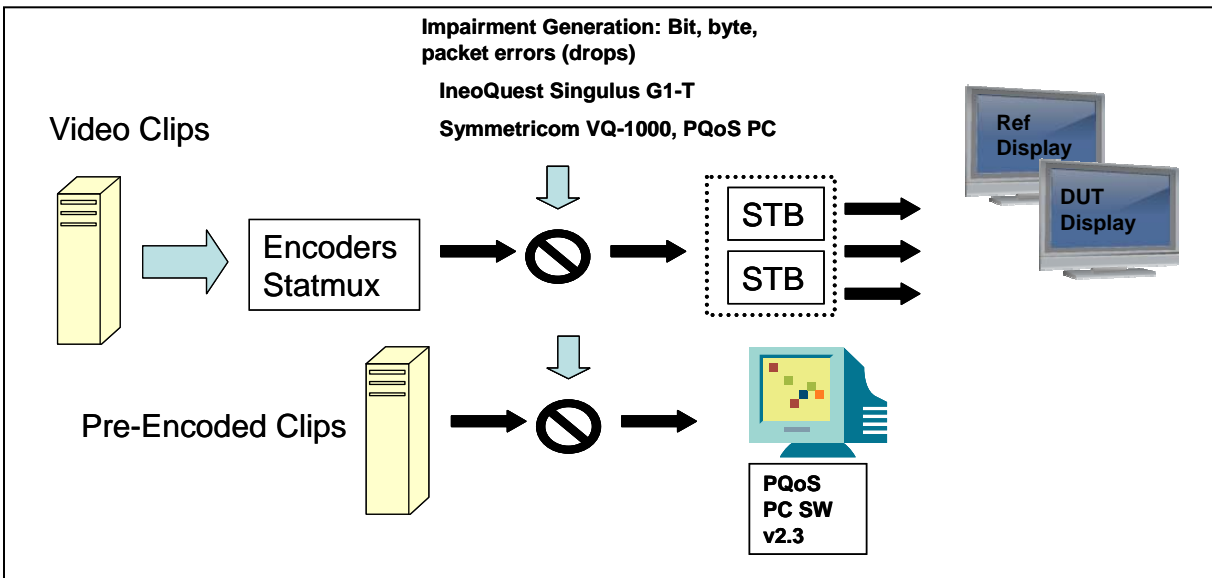 Impairment Generation: Bit, byte,
packet errors (drops)
IneoQuest Singulus G1-T
Symmetricom VQ-1000, PQoS PC
Video Clips
Ref
Display
DUT
Display
Encoders
Statmux
STB
STB
Pre-Encoded Clips
PQoS
PC SW
v2.3